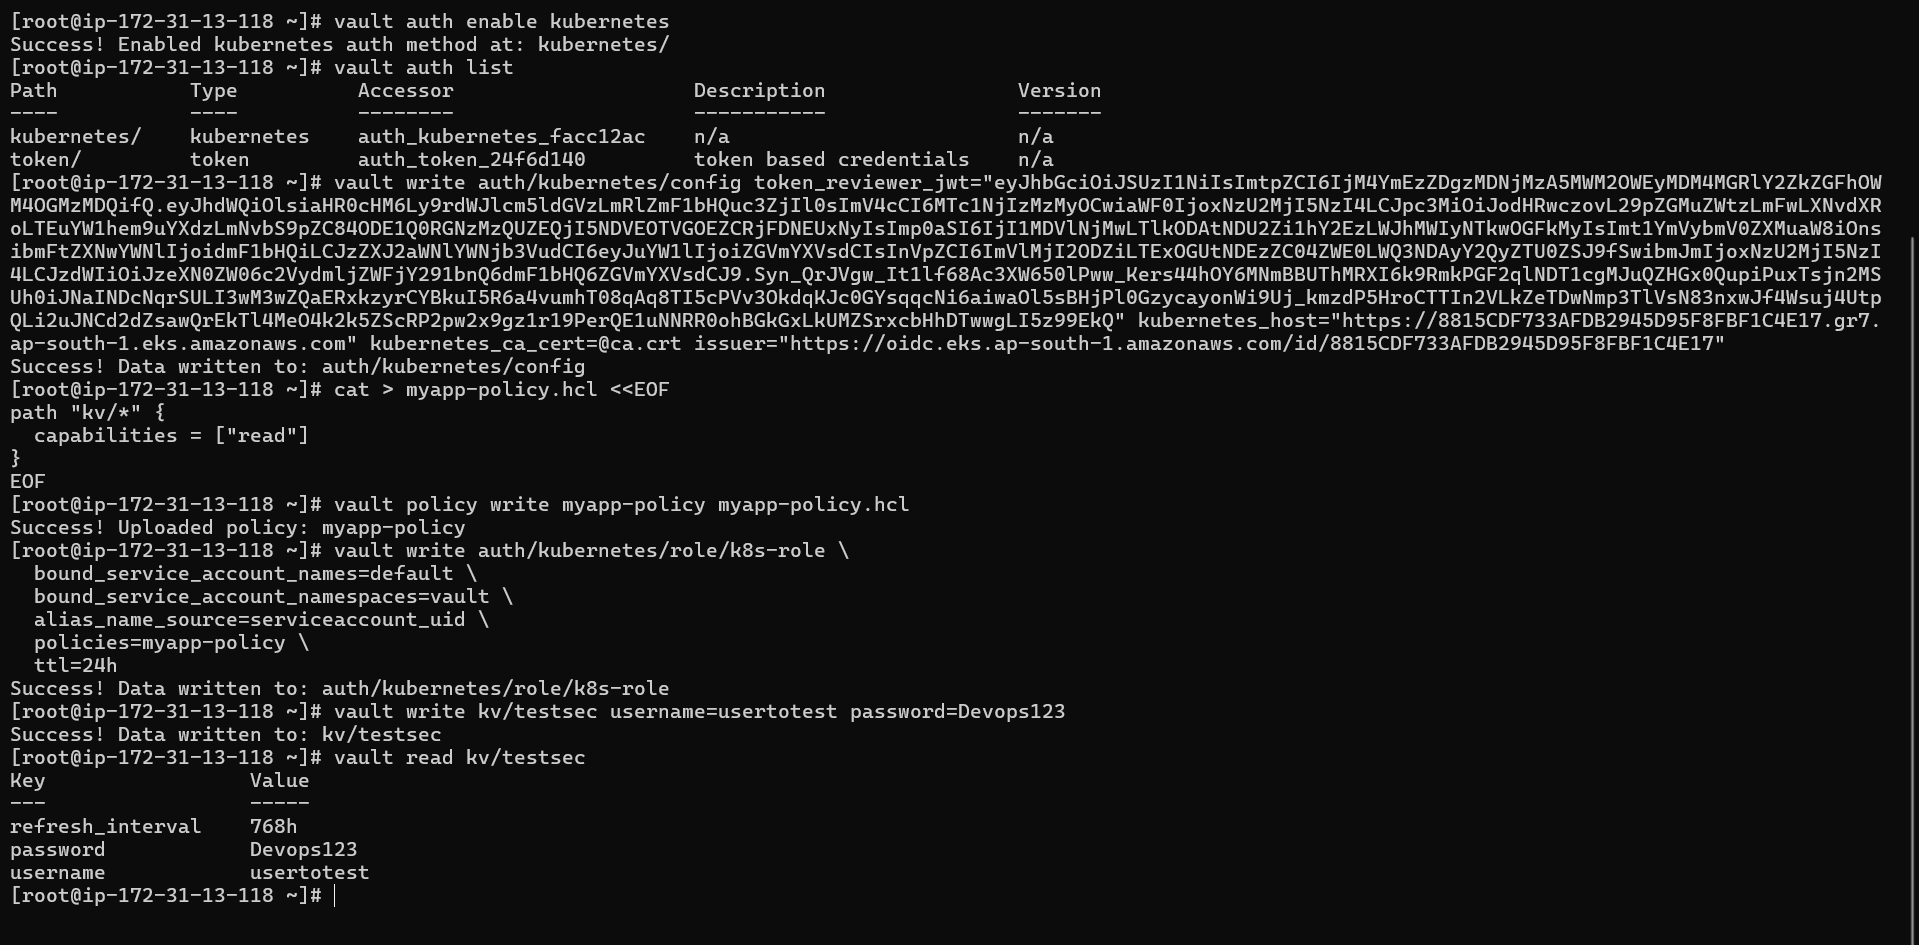 [root@ip-172-31-13-118 ~]# vault auth enable kubernetes
Success! Enabled kubernetes auth method at: kubernetes/
[root@ip-172-31-13-118 ~]# vault auth list
Path           Type          Accessor                    Description                Version
----           ----          --------                    -----------                -------
kubernetes/    kubernetes    auth_kubernetes_facc12ac    n/a                        n/a
token/         token         auth_token_24f6d140         token based credentials    n/a
[root@ip-172-31-13-118 ~]# vault write auth/kubernetes/config token_reviewer_jwt="eyJhbGciOiJSUzI1NiIsImtpZCI6IjM4YmEzZDgzMDNjMzA5MWM2OWEyMDM4MGRlY2ZkZGFhOW
M4OGMzMDQifQ.eyJhdWQiOlsiaHR0cHM6Ly9rdWJlcm5ldGVzLmRlZmF1bHQuc3ZjIl0sImV4cCI6MTc1NjIzMzMyOCwiaWF0IjoxNzU2MjI5NzI4LCJpc3MiOiJodHRwczovL29pZGMuZWtzLmFwLXNvdXR
oLTEuYW1hem9uYXdzLmNvbS9pZC84ODE1Q0RGNzMzQUZEQjI5NDVEOTVGOEZCRjFDNEUxNyIsImp0aSI6IjI1MDVlNjMwLTlkODAtNDU2Zi1hY2EzLWJhMWIyNTkwOGFkMyIsImt1YmVybmV0ZXMuaW8iOns
ibmFtZXNwYWNlIjoidmF1bHQiLCJzZXJ2aWNlYWNjb3VudCI6eyJuYW1lIjoiZGVmYXVsdCIsInVpZCI6ImVlMjI2ODZiLTExOGUtNDEzZC04ZWE0LWQ3NDAyY2QyZTU0ZSJ9fSwibmJmIjoxNzU2MjI5NzI
4LCJzdWIiOiJzeXN0ZW06c2VydmljZWFjY291bnQ6dmF1bHQ6ZGVmYXVsdCJ9.Syn_QrJVgw_It1lf68Ac3XW650lPww_Kers44hOY6MNmBBUThMRXI6k9RmkPGF2qlNDT1cgMJuQZHGx0QupiPuxTsjn2MS
Uh0iJNaINDcNqrSULI3wM3wZQaERxkzyrCYBkuI5R6a4vumhT08qAq8TI5cPVv3OkdqKJc0GYsqqcNi6aiwaOl5sBHjPl0GzycayonWi9Uj_kmzdP5HroCTTIn2VLkZeTDwNmp3TlVsN83nxwJf4Wsuj4Utp
QLi2uJNCd2dZsawQrEkTl4MeO4k2k5ZScRP2pw2x9gz1r19PerQE1uNNRR0ohBGkGxLkUMZSrxcbHhDTwwgLI5z99EkQ" kubernetes_host="https://8815CDF733AFDB2945D95F8FBF1C4E17.gr7.
ap-south-1.eks.amazonaws.com" kubernetes_ca_cert=@ca.crt issuer="https://oidc.eks.ap-south-1.amazonaws.com/id/8815CDF733AFDB2945D95F8FBF1C4E17"
Success! Data written to: auth/kubernetes/config
[root@ip-172-31-13-118 ~]# cat > myapp-policy.hcl <<EOF
path "kv/*" {
  capabilities = ["read"]
}
EOF
[root@ip-172-31-13-118 ~]# vault policy write myapp-policy myapp-policy.hcl
Success! Uploaded policy: myapp-policy
[root@ip-172-31-13-118 ~]# vault write auth/kubernetes/role/k8s-role \
  bound_service_account_names=default \
  bound_service_account_namespaces=vault \
  alias_name_source=serviceaccount_uid \
  policies=myapp-policy \
  ttl=24h
Success! Data written to: auth/kubernetes/role/k8s-role
[root@ip-172-31-13-118 ~]# vault write kv/testsec username=usertotest password=Devops123
Success! Data written to: kv/testsec
[root@ip-172-31-13-118 ~]# vault read kv/testsec
Key                 Value
---                 -----
refresh_interval    768h
password            Devops123
username            usertotest
[root@ip-172-31-13-118 ~]#